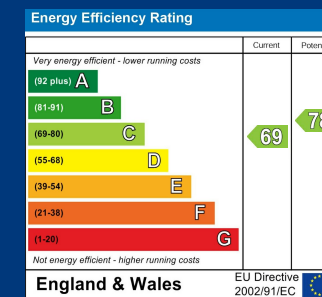 Energy Efficiency Rating
Current
Very energy efficient - lower running costs
(92 plus) A
(81-91) B
(69-80) C
69
(55-68) D
(39-54) E
(21-38) F
(1-20) G
Not energy efficient - higher running costs
England & Wales
EU Directive
2002/91/EC